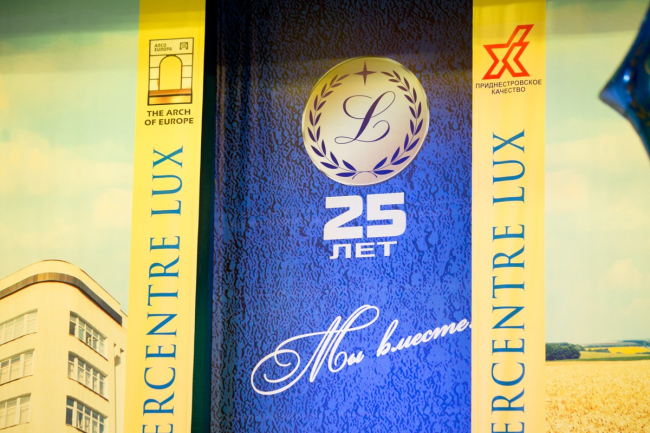 ARCO
EUROPE
THE ARCH
OF EUROPE
ERCENTRE LUX
L
25
ЛЕТ
Мы вместе.
ПРИДНЕСТРОВСКОЕ
КАЧЕСТВО
ERCENTRE LUX